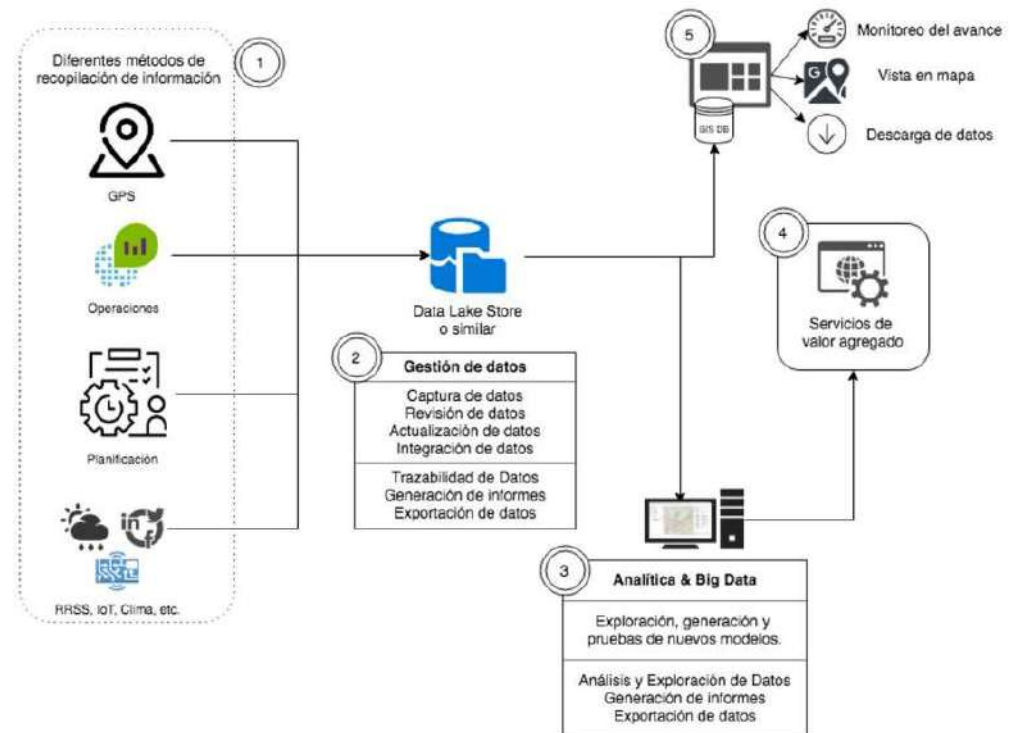 Diferentes métodos de
recopilación de información
1
GPS
Operaciones
Planificación
in
f
RRSS, IoT, Clima, etc.
Data Lake Store
o similar
2
Gestión de datos
Captura de datos
Revisión de datos
Actualización de datos
Integración de datos
Trazabilidad de Datos
Generación de informes
Exportación de datos
5
GIS DB
Monitoreo del avance
G
Vista en mapa
Descarga de datos
4
Servicios de
valor agregado
3
Analítica & Big Data
Exploración, generación y
pruebas de nuevos modelos.
Análisis y Exploración de Datos
Generación de informes
Exportación de datos